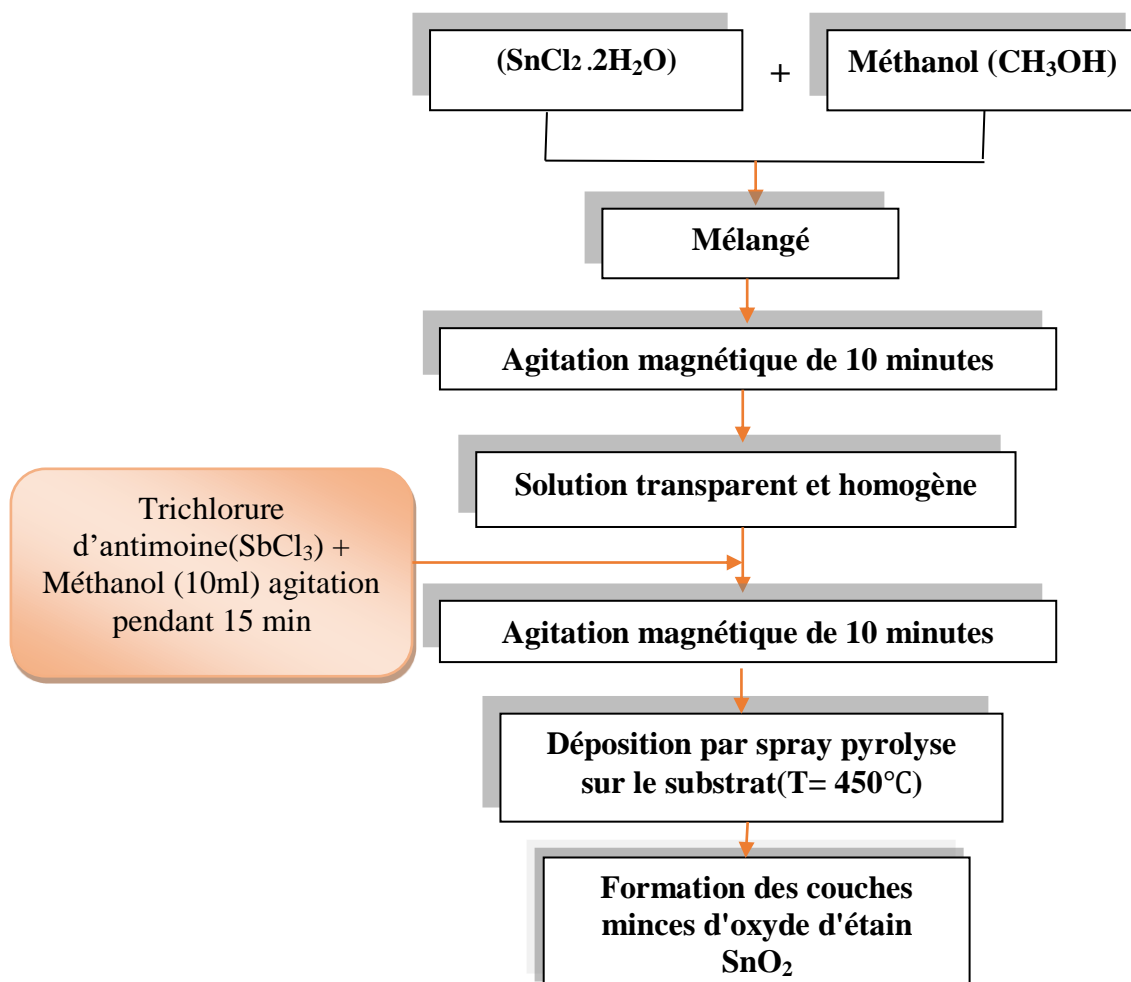 (SnCl₂ .2H₂O)
+
Méthanol (CH₃OH)
Mélangé
Agitation magnétique de 10 minutes
Solution transparent et homogène
Trichlorure
d’antimoine(SbCl₃) +
Méthanol (10ml) agitation
pendant 15 min
Agitation magnétique de 10 minutes
Déposition par spray pyrolyse
sur le substrat(T= 450℃)
Formation des couches
minces d'oxyde d'étain
SnO₂